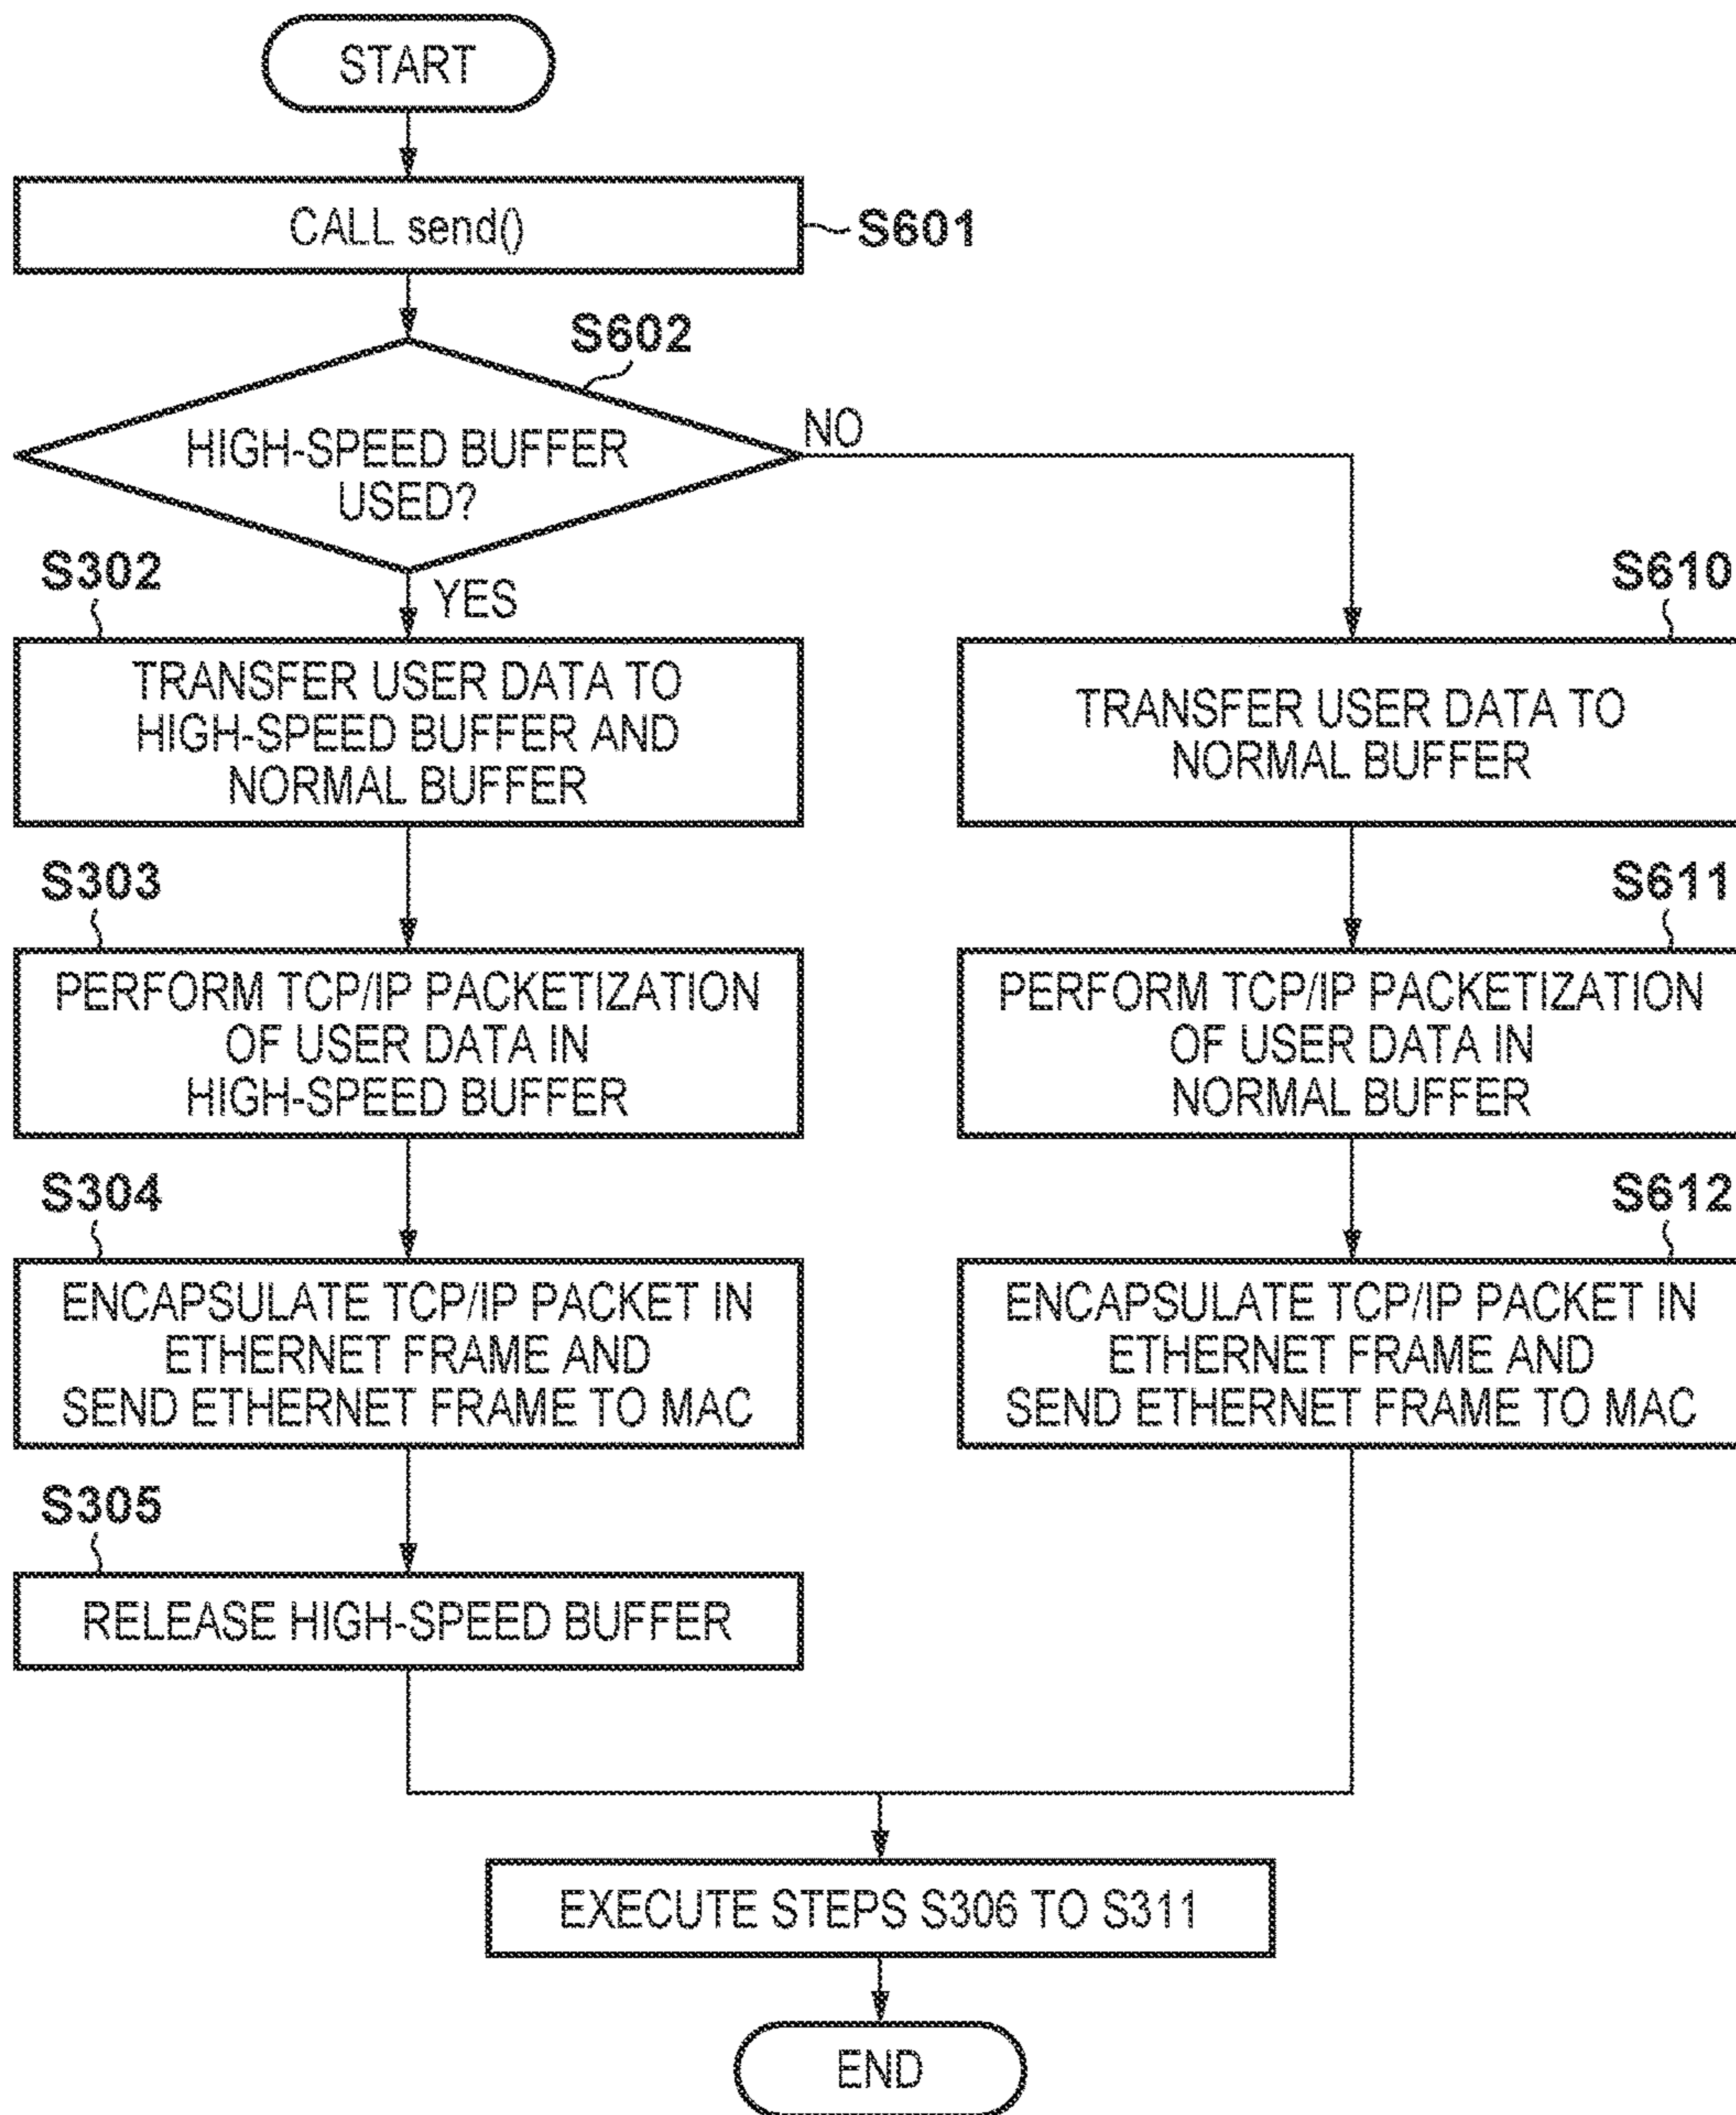 START
CALL send()
S601
S602
HIGH-SPEED BUFFER
USED?
NO
YES
S302
TRANSFER USER DATA TO
HIGH-SPEED BUFFER AND
NORMAL BUFFER
S610
TRANSFER USER DATA TO
NORMAL BUFFER
S303
PERFORM TCP/IP PACKETIZATION
OF USER DATA IN
HIGH-SPEED BUFFER
S611
PERFORM TCP/IP PACKETIZATION
OF USER DATA IN
NORMAL BUFFER
S304
ENCAPSULATE TCP/IP PACKET IN
ETHERNET FRAME AND
SEND ETHERNET FRAME TO MAC
S612
ENCAPSULATE TCP/IP PACKET IN
ETHERNET FRAME AND
SEND ETHERNET FRAME TO MAC
S305
RELEASE HIGH-SPEED BUFFER
EXECUTE STEPS S306 TO S311
END